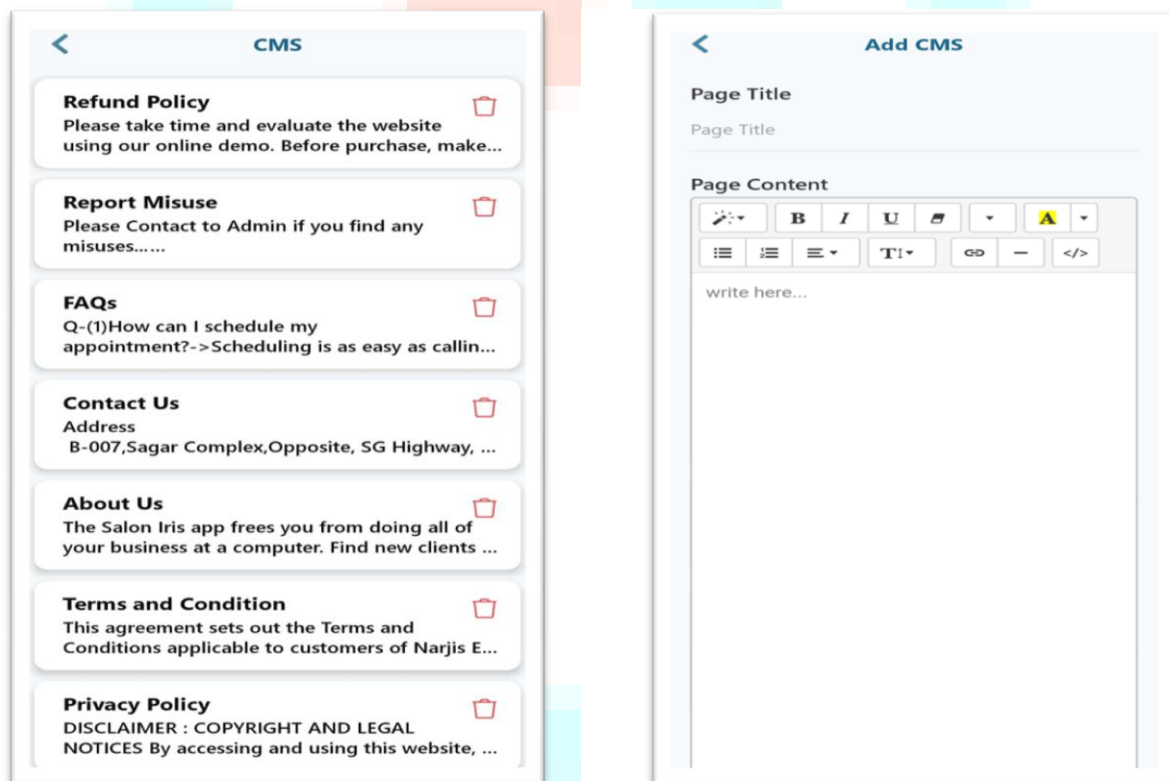 CMS
Refund Policy
Please take time and evaluate the website
using our online demo. Before purchase, make...
Report Misuse
Please Contact to Admin if you find any
misuses......
FAQs
Q-(1)How can I schedule my
appointment?->Scheduling is as easy as callin...
Contact Us
Address
B-007,Sagar Complex,Opposite, SG Highway, ...
About Us
The Salon Iris app frees you from doing all of
your business at a computer. Find new clients ...
Terms and Condition
This agreement sets out the Terms and
Conditions applicable to customers of Narjis E...
Privacy Policy
DISCLAIMER : COPYRIGHT AND LEGAL
NOTICES By accessing and using this website, ...
Add CMS
Page Title
Page Title
Page Content
B I U A
TI </>
write here...